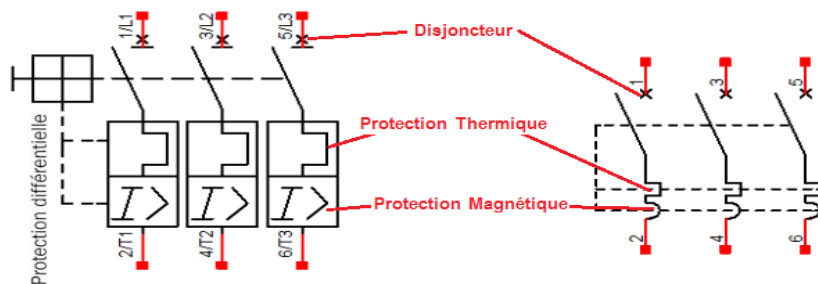 1/L1
3/L2
5/L3
Disjoncteur
1
3
5
Protection Thermique
Protection différentielle
I
I
I
Protection Magnétique
2/T1
4/T2
6/T3
2
4
6